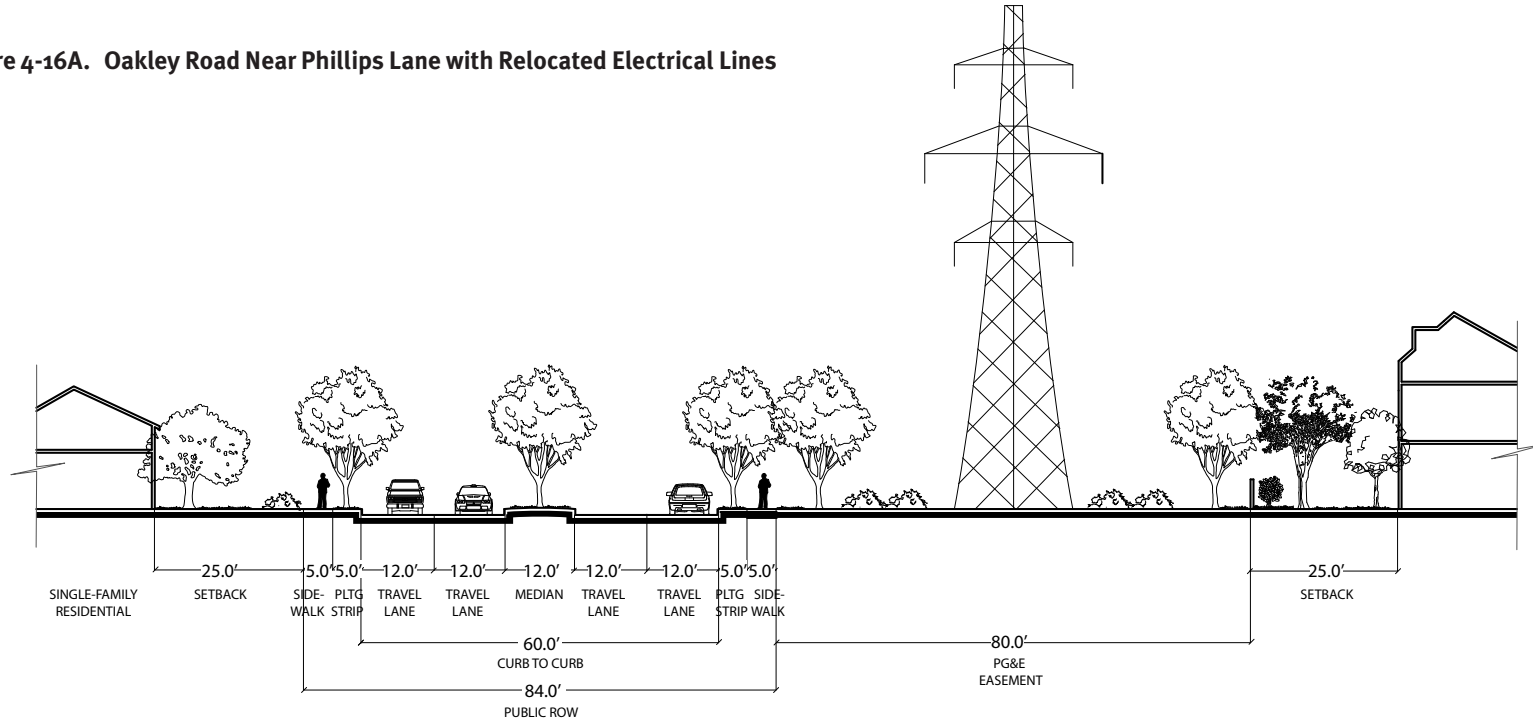 re 4-16A. Oakley Road Near Phillips Lane with Relocated Electrical Lines
25.0' 5.0' 5.0' 12.0' 12.0' 12.0' 12.0' 12.0' 5.0' 5.0' 25.0'
SINGLE-FAMILY
RESIDENTIAL
SETBACK
SIDE-
WALK
PLTG
STRIP
TRAVEL
LANE
TRAVEL
LANE
MEDIAN
TRAVEL
LANE
TRAVEL
LANE
PLTG
STRIP
SIDE-
WALK
SETBACK
60.0'
CURB TO CURB
80.0'
PG&E
EASEMENT
84.0'
PUBLIC ROW